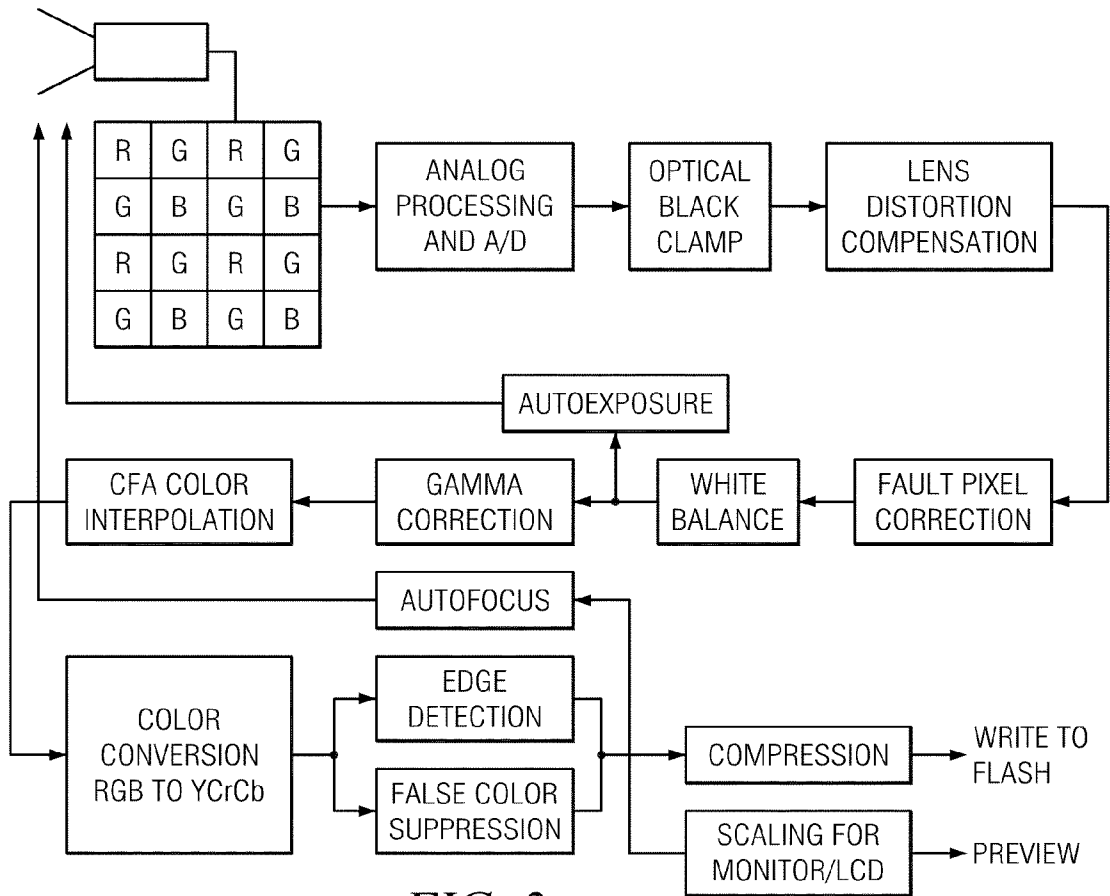 R G R G
G B G B
R G R G
G B G B
ANALOG
PROCESSING
AND A/D
OPTICAL
BLACK
CLAMP
LENS
DISTORTION
COMPENSATION
AUTOEXPOSURE
CFA COLOR
INTERPOLATION
GAMMA
CORRECTION
WHITE
BALANCE
FAULT PIXEL
CORRECTION
AUTOFOCUS
COLOR
CONVERSION
RGB TO YCrCb
EDGE
DETECTION
FALSE COLOR
SUPPRESSION
COMPRESSION
WRITE TO
FLASH
SCALING FOR
MONITOR/LCD
PREVIEW